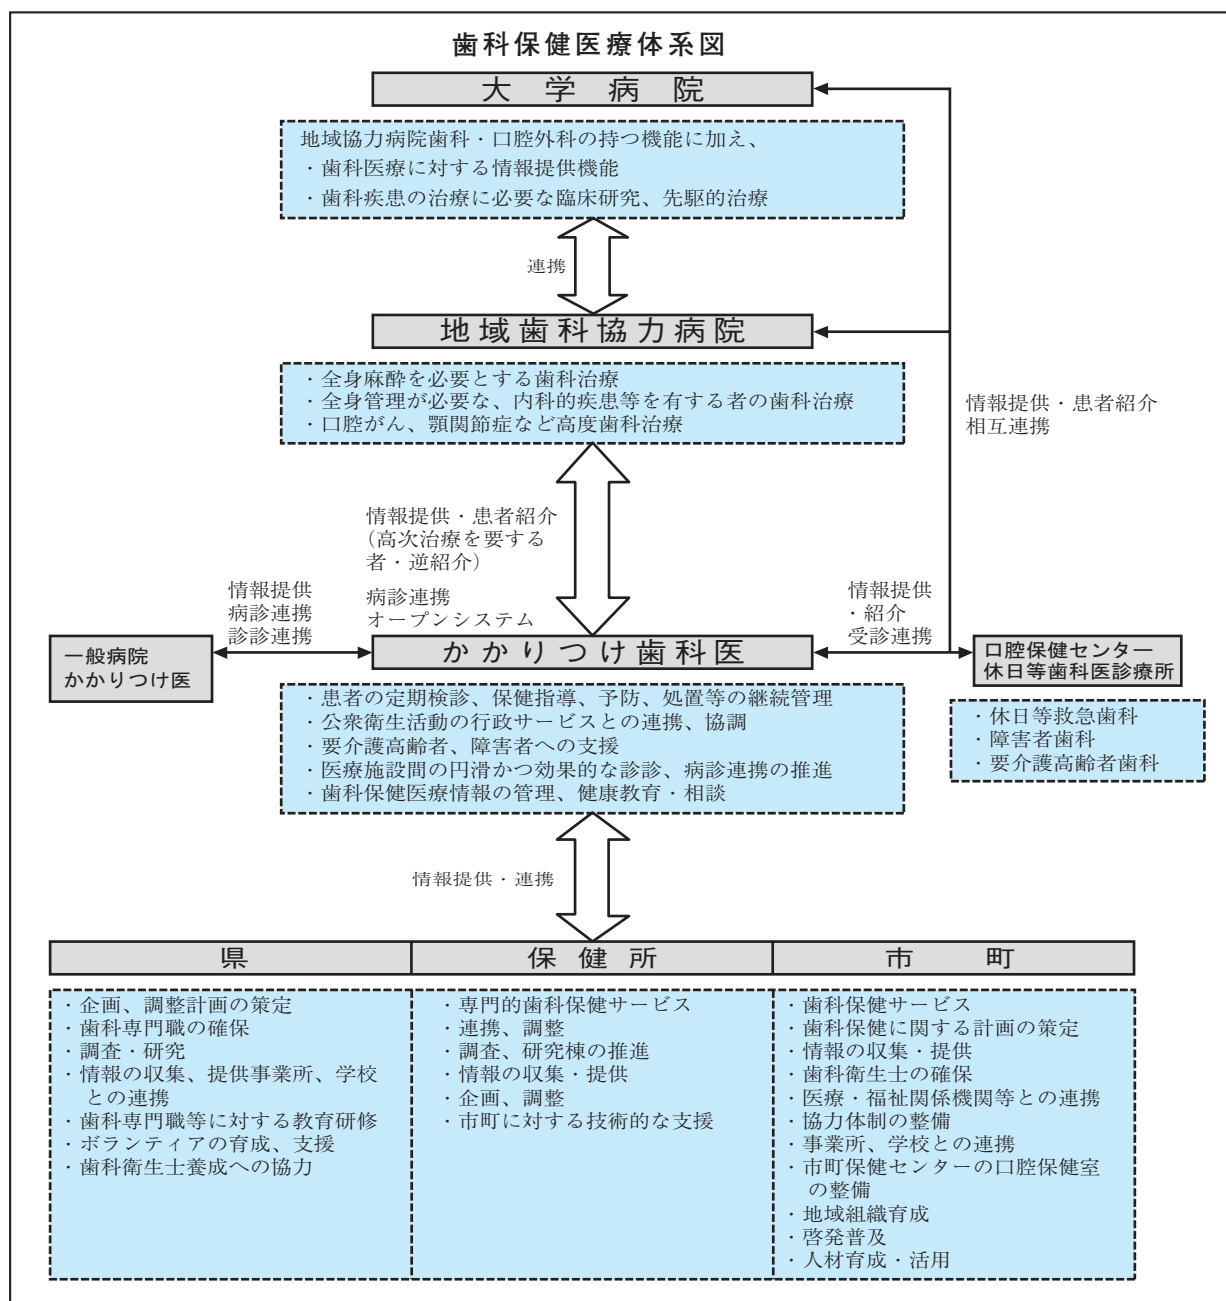 歯科保健医療体系図
大学病院
地域協力病院歯科・口腔外科の持つ機能に加え、
・歯科医療に対する情報提供機能
・歯科疾患の治療に必要な臨床研究、先駆的治療
連携
地域歯科協力病院
・全身麻酔を必要とする歯科治療
・全身管理が必要な、内科的疾患等を有する者の歯科治療
・口腔がん、顎関節症など高度歯科治療
情報提供・患者紹介
相互連携
情報提供・患者紹介
(高次治療を要する
者・逆紹介)
病診連携
オープンシステム
情報提供
病診連携
診診連携
情報提供
・紹介
受診連携
一般病院
かかりつけ医
かかりつけ歯科医
口腔保健センター
休日等歯科医診療所
・患者の定期検診、保健指導、予防、処置等の継続管理
・公衆衛生活動の行政サービスとの連携、協調
・要介護高齢者、障害者への支援
・医療施設間の円滑かつ効果的な診診、病診連携の推進
・歯科保健医療情報の管理、健康教育・相談
・休日等救急歯科
・障害者歯科
・要介護高齢者歯科
情報提供・連携
県
・企画、調整計画の策定
・歯科専門職の確保
・調査・研究
・情報の収集、提供事業所、学校
との連携
・歯科専門職等に対する教育研修
・ボランティアの育成、支援
・歯科衛生士養成への協力
保健所
・専門的歯科保健サービス
・連携、調整
・調査、研究棟の推進
・情報の収集・提供
・企画、調整
・市町に対する技術的な支援
市町
・歯科保健サービス
・歯科保健に関する計画の策定
・情報の収集・提供
・歯科衛生士の確保
・医療・福祉関係機関等との連携
・協力体制の整備
・事業所、学校との連携
・市町保健センターの口腔保健室
の整備
・地域組織育成
・啓発普及
・人材育成・活用